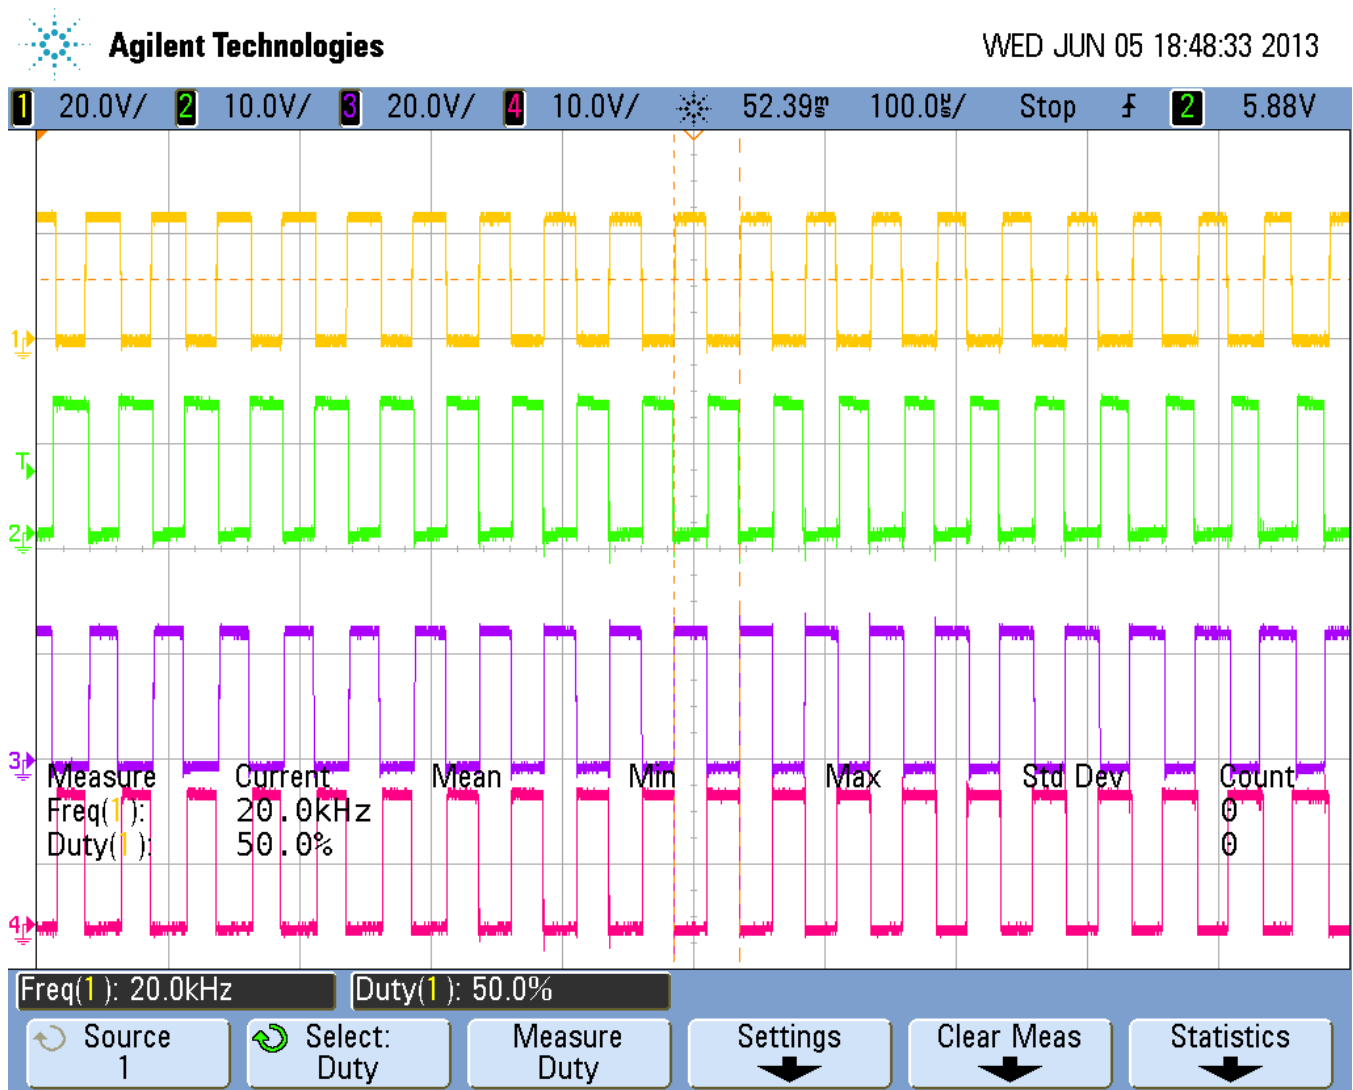 Agilent Technologies
WED JUN 05 18:48:33 2013
1 20.0V/ 2 10.0V/ 3 20.0V/ 4 10.0V/ 52.39ms 100.0µs/ Stop 2 5.88V
1
T
2
3
Measure Current Mean Min Max Std Dev Count
Freq(1): 20.0kHz 0
Duty(1): 50.0% 0
4
Freq(1): 20.0kHz Duty(1): 50.0%
Source Select: Measure Settings Clear Meas Statistics
1 Duty Duty